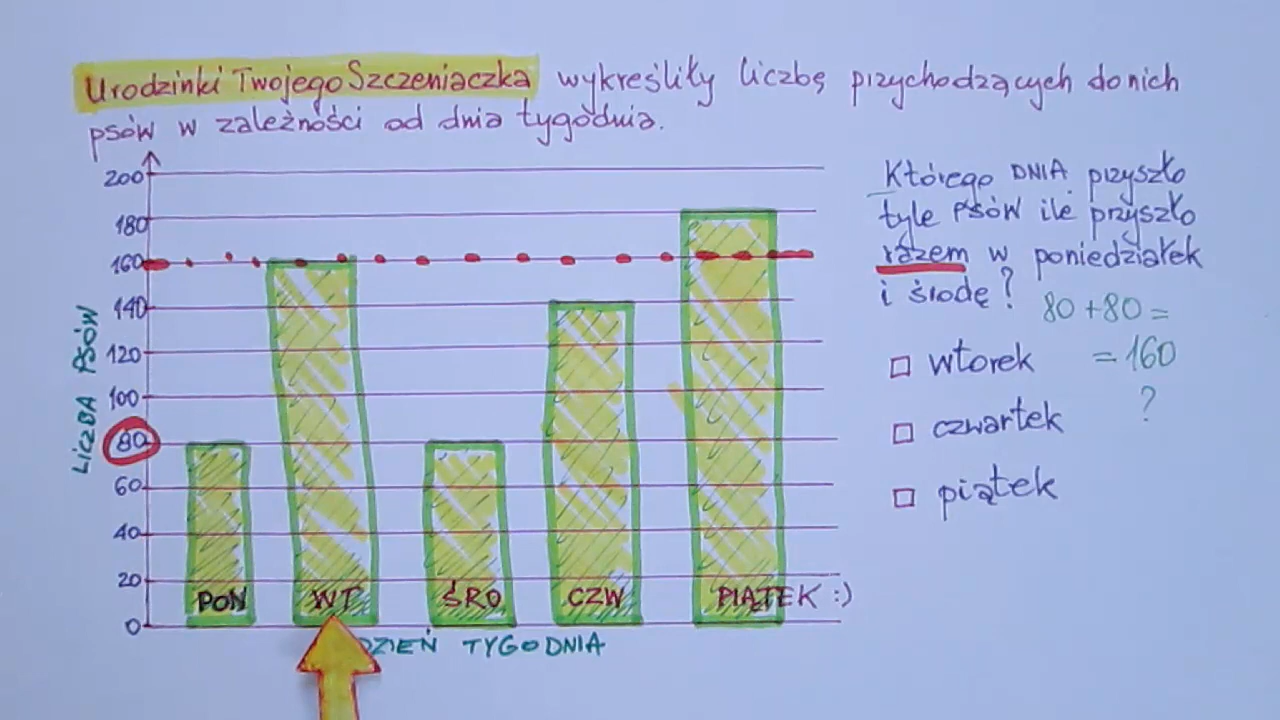 Urodzinki Twojego Szczeniaczka wykreśliły liczbę przychodzących do nich
psów w zależności od dnia tygodnia.
200
180
160
140
120
100
80
60
40
20
0
LICZBA PSÓW
PON WT ŚRO CZW PIĄTEK :)
DZIEŃ TYGODNIA
Którego DNIA przyszło
tyle PSÓW ile przyszło
razem w poniedziałek
i środę? 80+80=
□ wtorek =160
?
□ czwartek
□ piątek